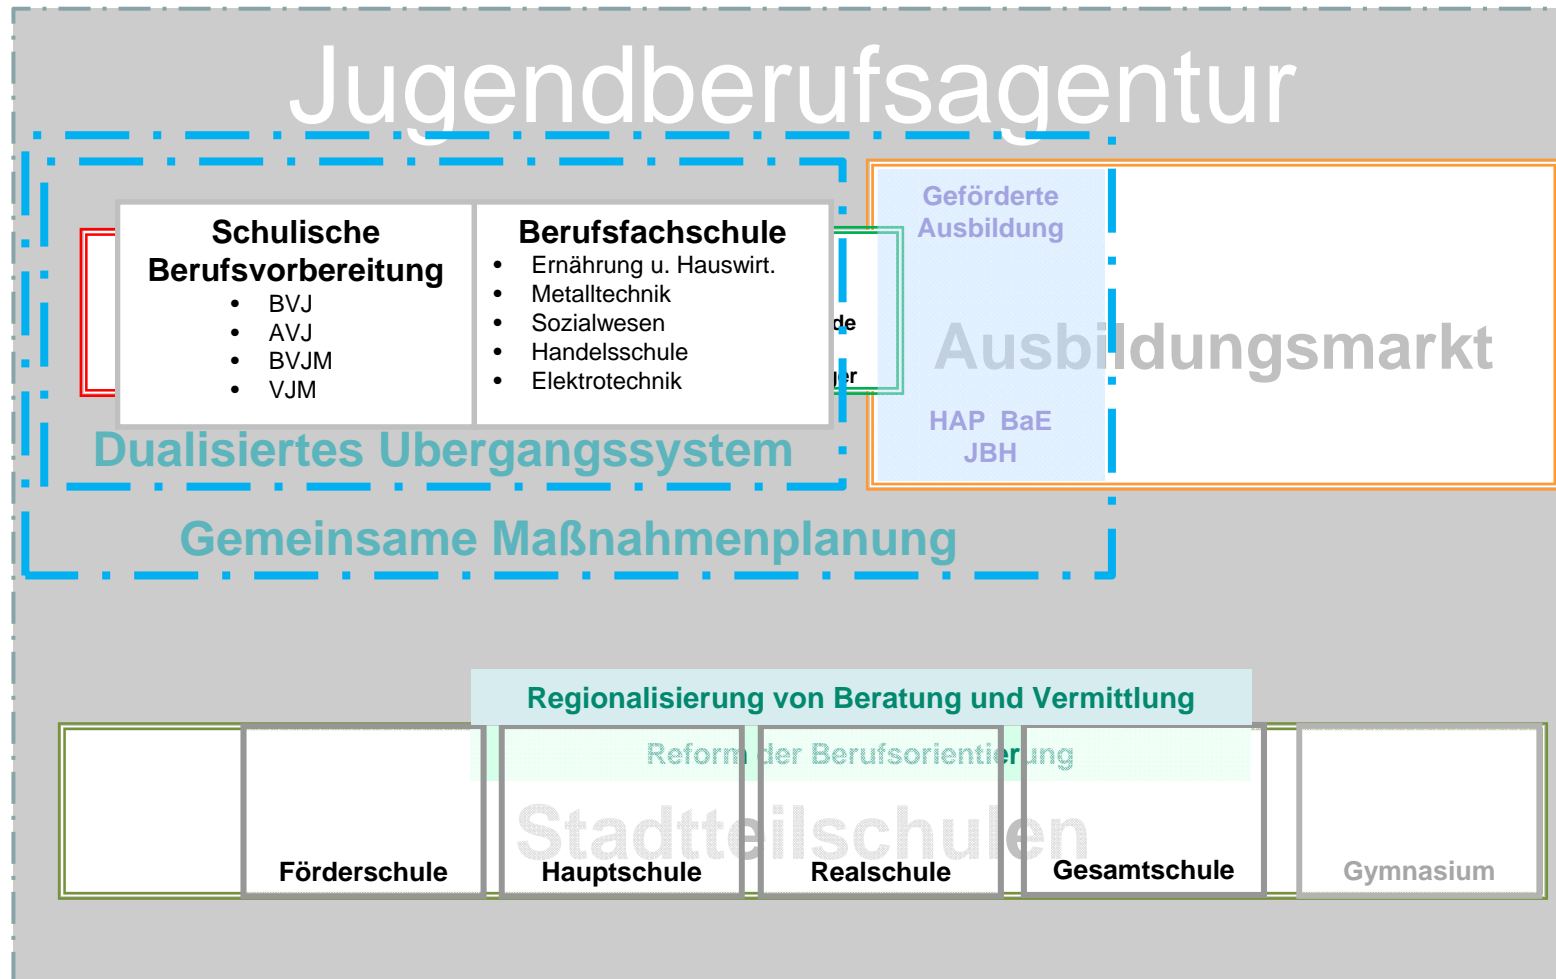 Jugendberufsagentur
Schulische
Berufsvorbereitung
• BVJ
• AVJ
• BVJM
• VJM
Berufsfachschule
• Ernährung u. Hauswirt.
• Metalltechnik
• Sozialwesen
• Handelsschule
• Elektrotechnik
Geförderte
Ausbildung
HAP BaE
JBH
Ausbildungsmarkt
Dualisiertes Ubergangssystem
Gemeinsame Maßnahmenplanung
Regionalisierung von Beratung und Vermittlung
Reform der Berufsorientierung
Stadtteilschulen
Förderschule
Hauptschule
Realschule
Gesamtschule
Gymnasium